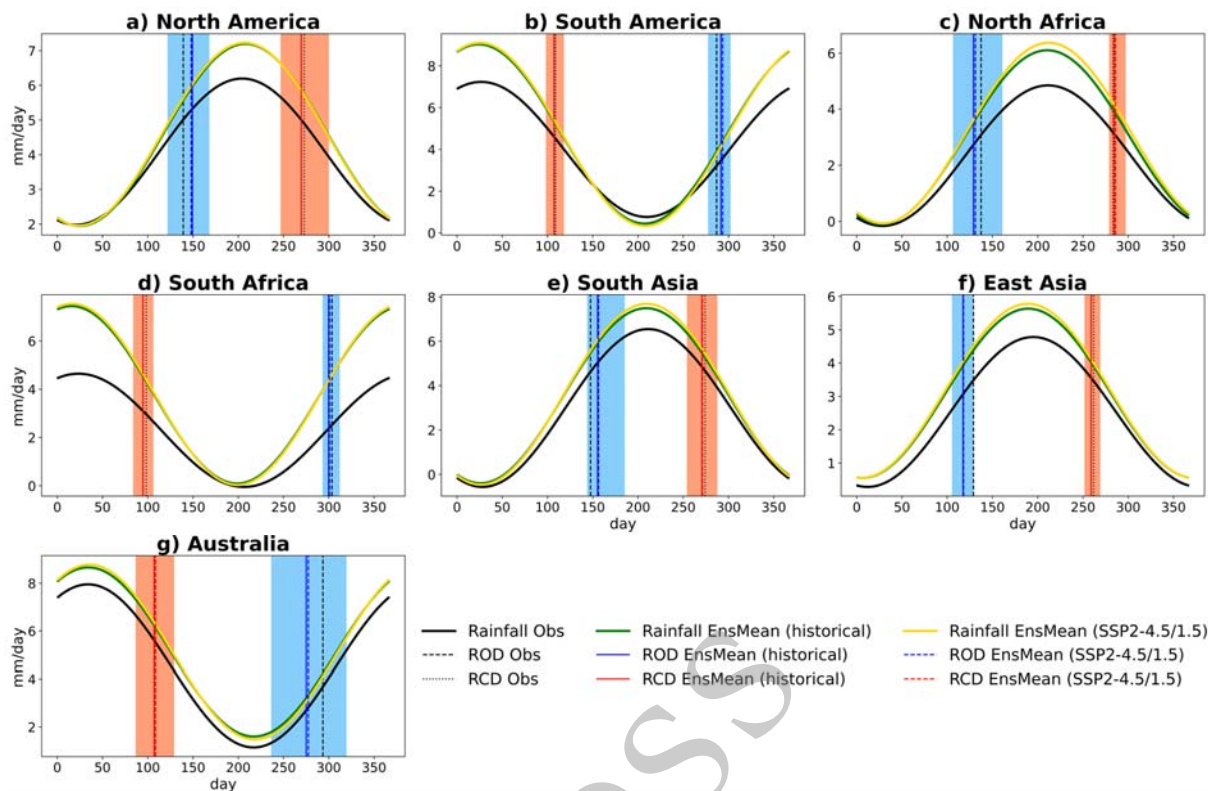 a) North America
b) South America
c) North Africa
7
6
5
4
3
2
mm/day
0 50 100 150 200 250 300 350
8
6
4
2
0
0 50 100 150 200 250 300 350
6
4
2
0
0 50 100 150 200 250 300 350
d) South Africa
e) South Asia
f) East Asia
6
4
2
0
mm/day
0 50 100 150 200 250 300 350
8
6
4
2
0
0 50 100 150 200 250 300 350
day
6
5
4
3
2
1
0 50 100 150 200 250 300 350
day
g) Australia
8
6
4
2
mm/day
0 50 100 150 200 250 300 350
day
Rainfall Obs
ROD Obs
RCD Obs
Rainfall EnsMean (historical)
ROD EnsMean (historical)
RCD EnsMean (historical)
Rainfall EnsMean (SSP2-4.5/1.5)
ROD EnsMean (SSP2-4.5/1.5)
RCD EnsMean (SSP2-4.5/1.5)